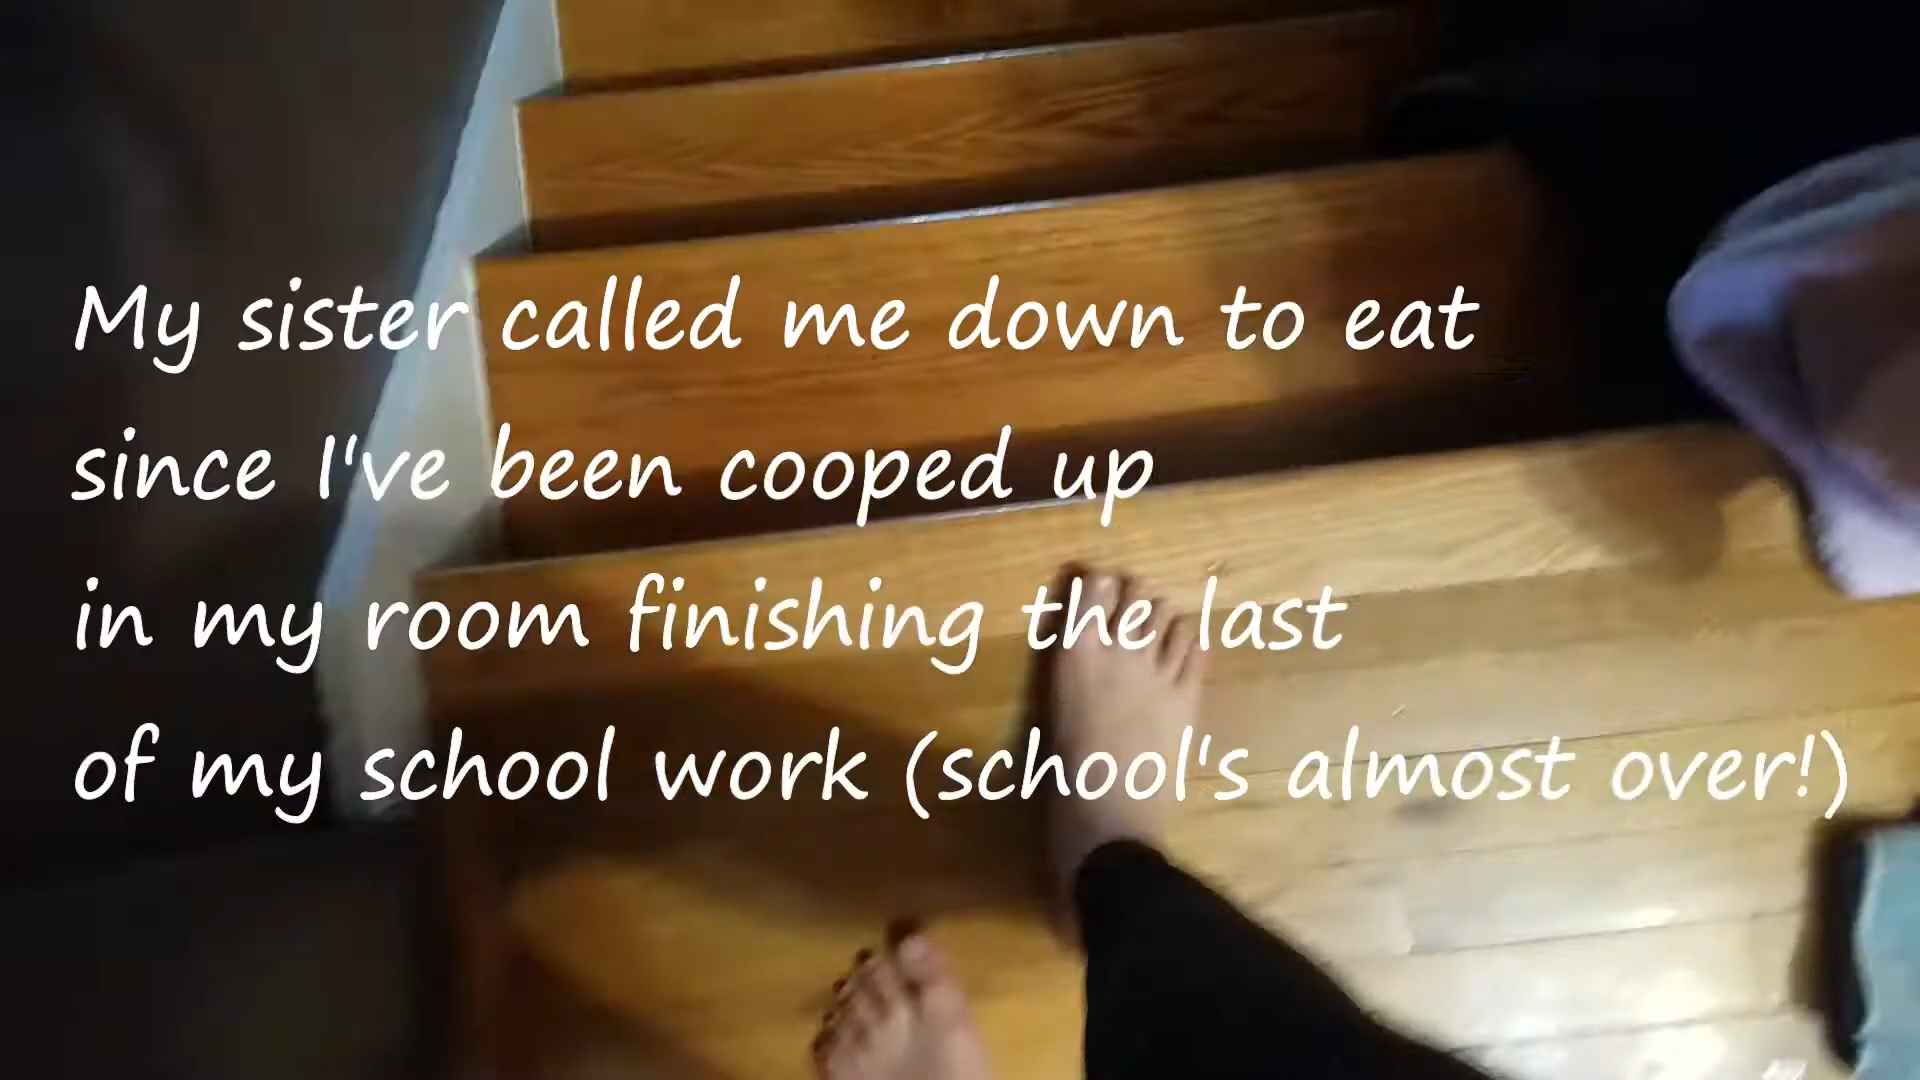 My sister called me down to eat
since I've been cooped up
in my room finishing the last
of my school work (school's almost over!)